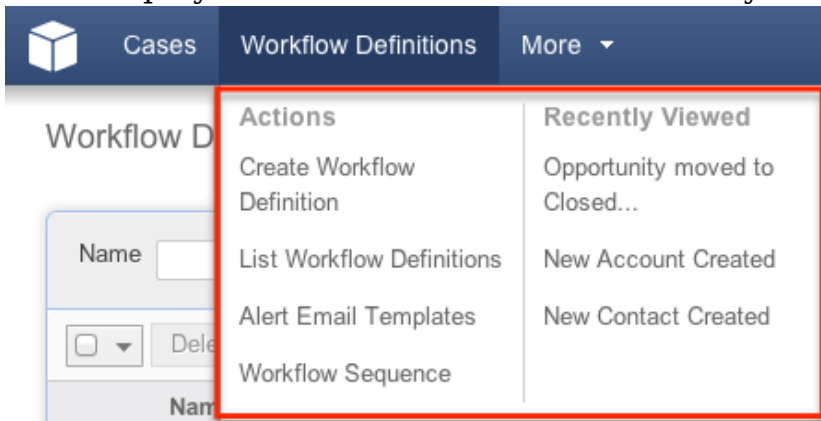 Cases Workflow Definitions More
Workflow D
Actions
Create Workflow
Definition
List Workflow Definitions
Alert Email Templates
Workflow Sequence
Recently Viewed
Opportunity moved to
Closed...
New Account Created
New Contact Created
Name
Dele
Nam